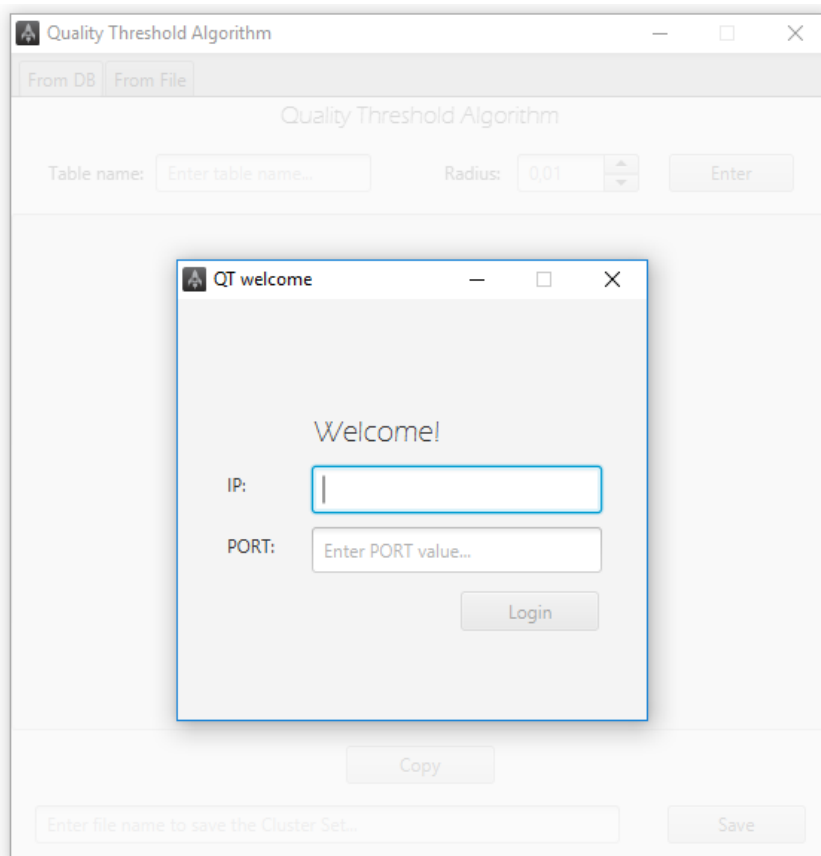 Quality Threshold Algorithm
From DB From File
Quality Threshold Algorithm
Table name: Enter table name... Radius: 0,01 Enter
QT welcome
Welcome!
IP:
PORT: Enter PORT value...
Login
Copy
Enter file name to save the Cluster Set... Save